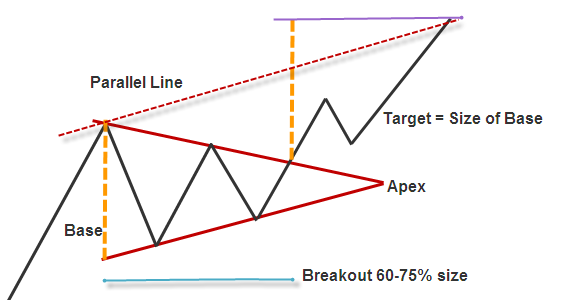 Parallel Line
Target = Size of Base
Apex
Base
Breakout 60-75% size